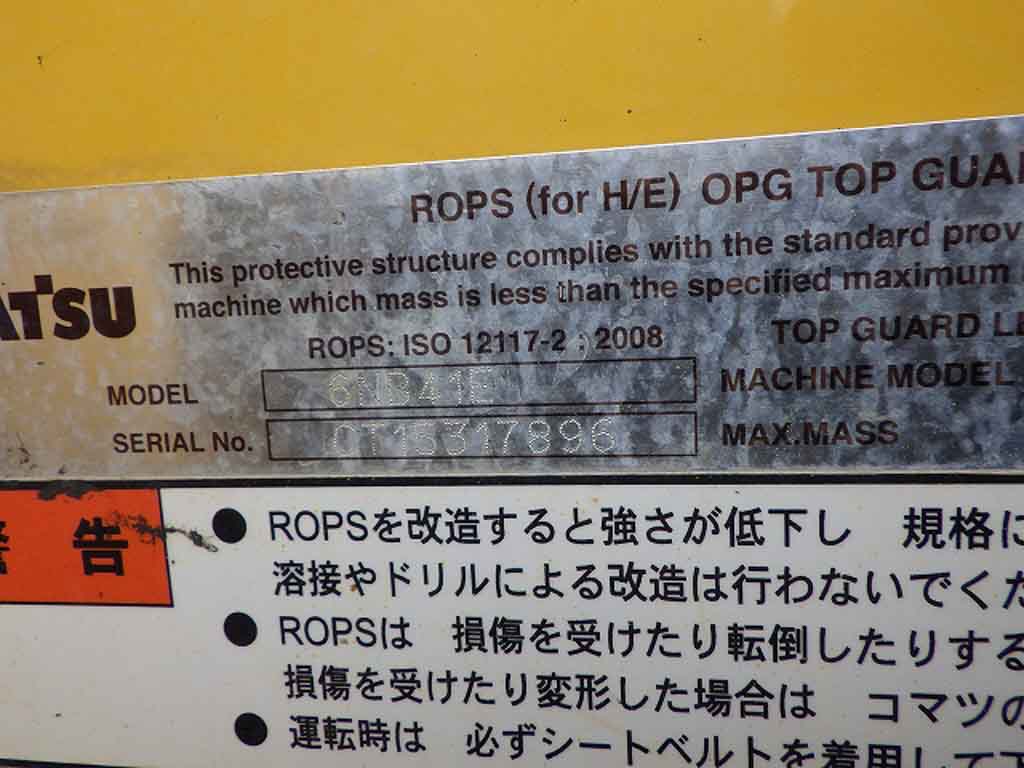 ROPS (for H/E) OPG TOP GUA
This protective structure complies with the standard prov
machine which mass is less than the specified maximum
ATSU
ROPS: ISO 12117-2 : 2008 TOP GUARD LE
MODEL 6NB41E MACHINE MODEL
SERIAL No. CT15317896 MAX.MASS
警告
●ROPSを改造すると強さが低下し 規格に
溶接やドリルによる改造は行わないでくだ
●ROPSは 損傷を受けたり転倒したりする
損傷を受けたり変形した場合は コマツの
●運転時は 必ずシートベルトを着用して下